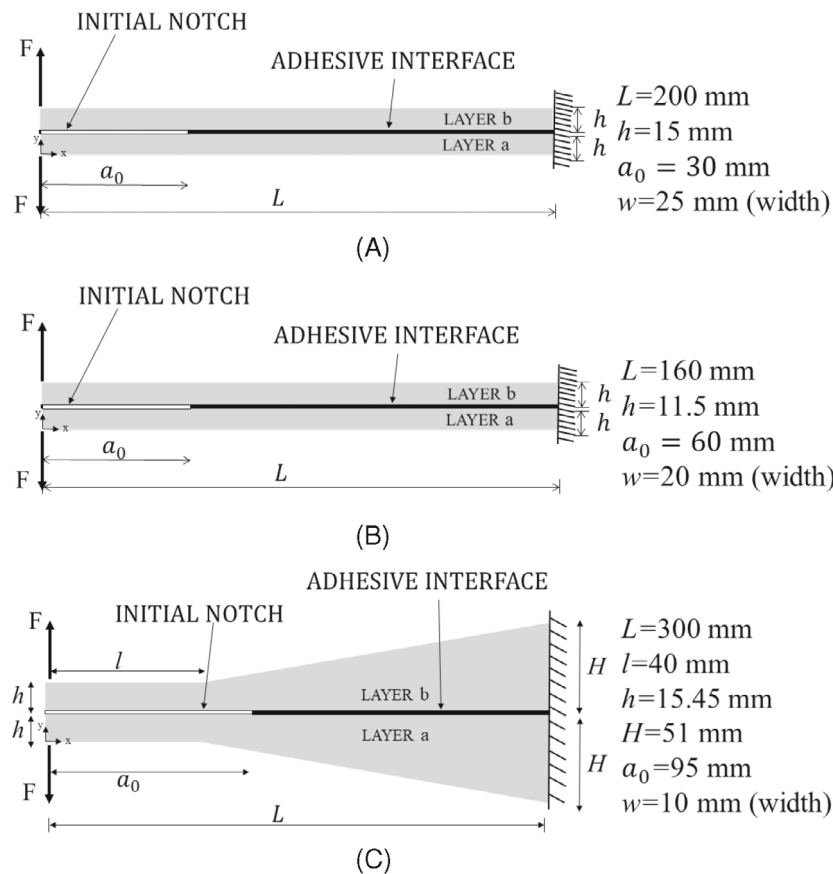 INITIAL NOTCH
F
ADHESIVE INTERFACE
LAYER b
LAYER a
h
h
y
x
a₀
L
F
L=200 mm
h=15 mm
a₀ = 30 mm
w=25 mm (width)
(A)
INITIAL NOTCH
F
ADHESIVE INTERFACE
LAYER b
LAYER a
h
h
y
x
a₀
L
F
L=160 mm
h=11.5 mm
a₀ = 60 mm
w=20 mm (width)
(B)
ADHESIVE INTERFACE
INITIAL NOTCH
F
l
h
h
LAYER b
LAYER a
y
x
H
H
a₀
F
L
L=300 mm
l=40 mm
h=15.45 mm
H=51 mm
a₀=95 mm
w=10 mm (width)
(C)